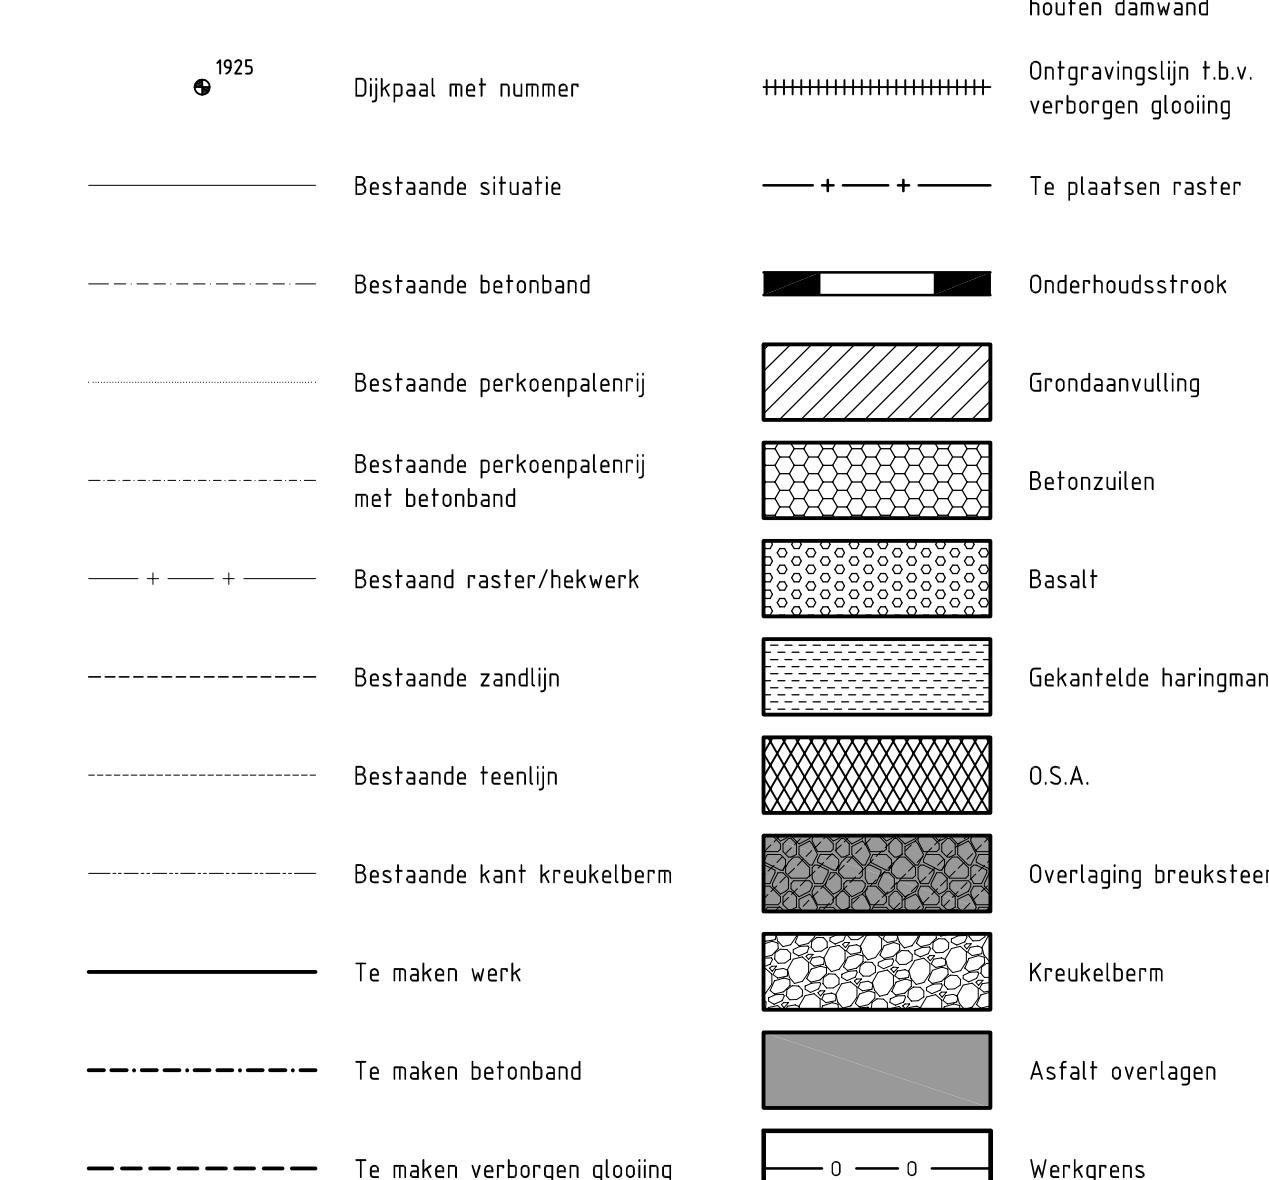 houten damwand
1925
Dijkpaal met nummer
Ontgravingslijn t.b.v.
verborgen glooiing
Bestaande situatie
Te plaatsen raster
Bestaande betonband
Onderhoudsstrook
Bestaande perkoenpalenrij
Grondaanvulling
Bestaande perkoenpalenrij
met betonband
Betonzuilen
Bestaand raster/hekwerk
Basalt
Bestaande zandlijn
Gekantelde haringman
Bestaande teenlijn
O.S.A.
Bestaande kant kreukelberm
Overlaging
Te maken werk
Kreukelberm
Te maken betonband
Asfalt overlagen
Te maken verborgen glooiing
0 0
Werkgrens